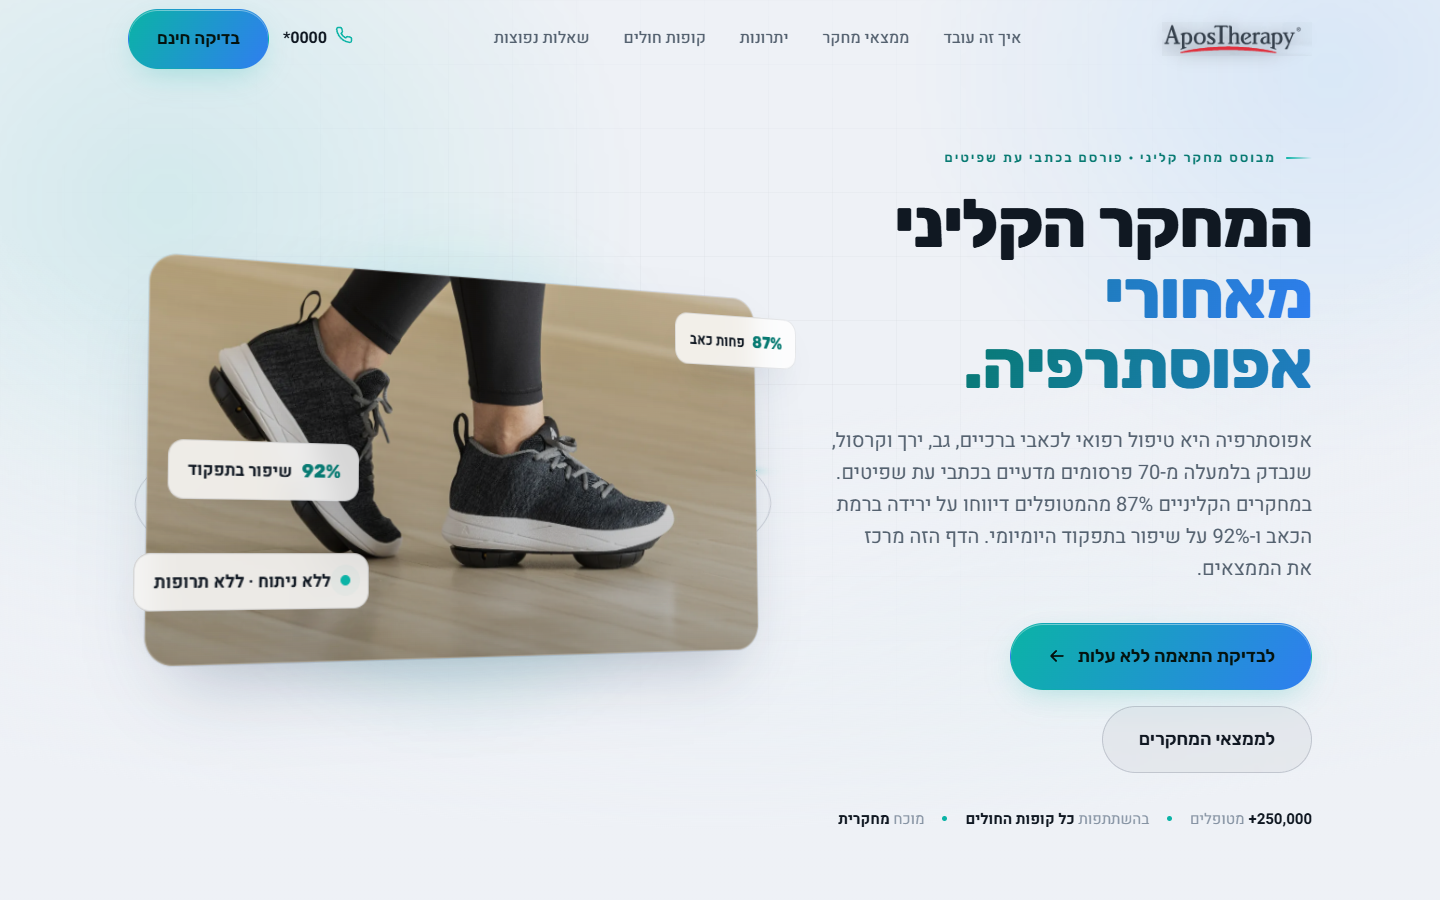 AposTherapy®
איך זה עובד
ממצאי מחקר
יתרונות
קופות חולים
שאלות נפוצות
*0000
בדיקה חינם
מבוסס מחקר קליני • פורסם בכתבי עת שפיטים
המחקר הקליני
מאחורי
אפוסתרפיה.
אפוסתרפיה היא טיפול רפואי לכאבי ברכיים, גב, ירך וקרסול,
שנבדק בלמעלה מ-70 פרסומים מדעיים בכתבי עת שפיטים.
במחקרים הקליניים 87% מהמטופלים דיווחו על ירידה ברמת
הכאב ו-92% על שיפור בתפקוד היומיומי. הדף הזה מרכז
את הממצאים.
לבדיקת התאמה ללא עלות ←
לממצאי המחקרים
250,000+ מטופלים • בהשתתפות כל קופות החולים • מוכח מחקרית
87% פחות כאב
92% שיפור בתפקוד
ללא ניתוח · ללא תרופות